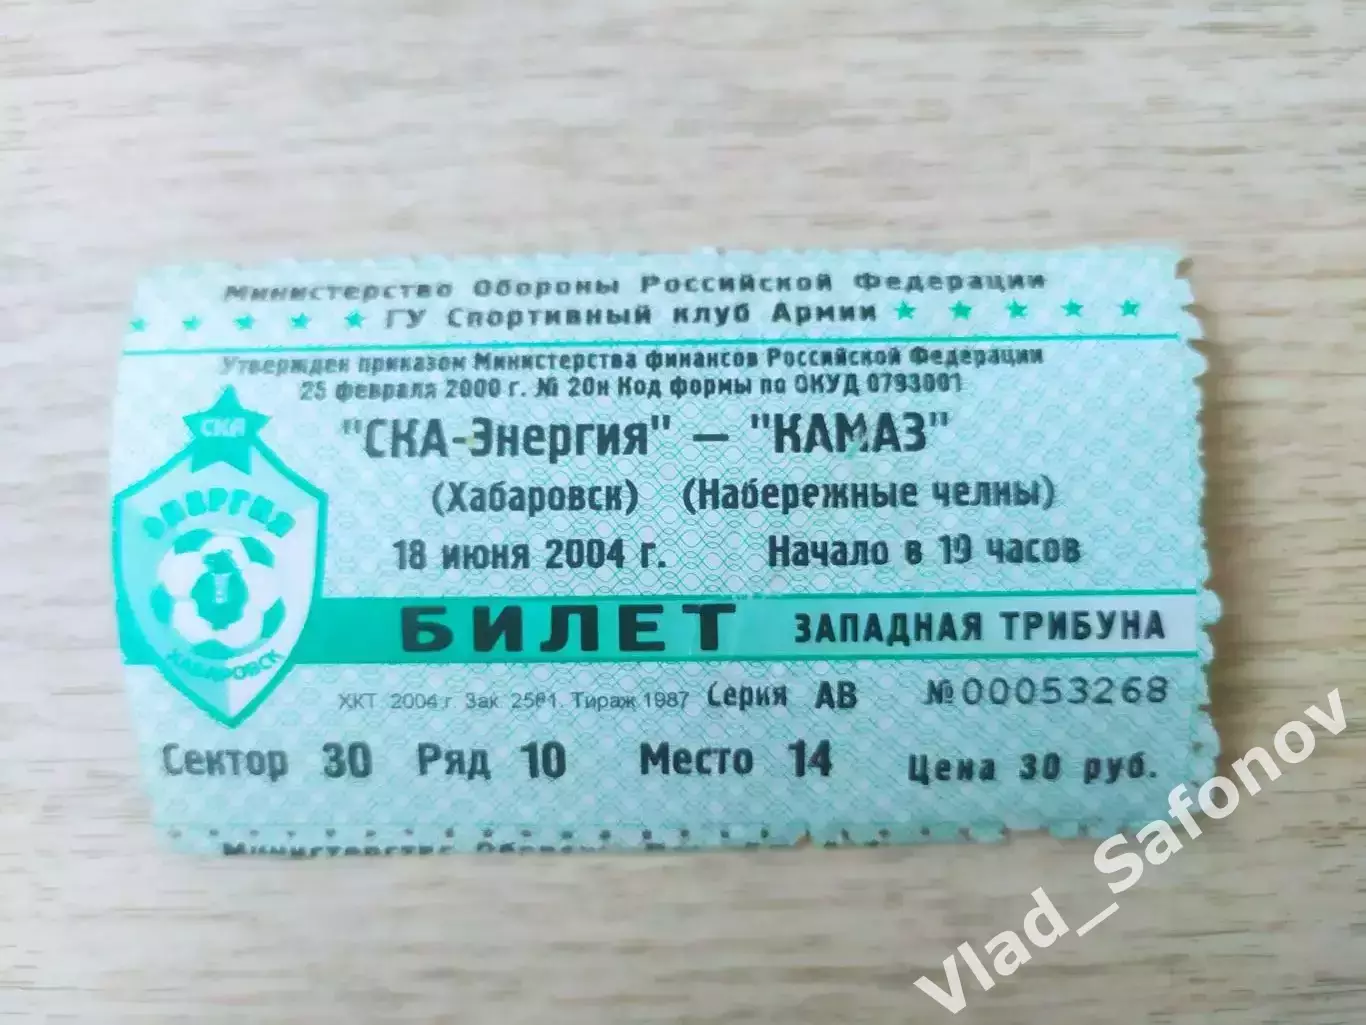 Министерство Обороны Российской Федерации
ГУ Спортивный клуб Армии
Утвержден приказом Министерства финансов Российской Федерации
25 февраля 2000 г. № 20н Код формы по ОКУД 0793001
"СКА-Энергия" – "КАМАЗ"
(Хабаровск) (Набережные челны)
18 июня 2004 г. Начало в 19 часов
СКА
ЭНЕРГИЯ
ХАБАРОВСК
БИЛЕТ ЗАПАДНАЯ ТРИБУНА
ХКТ 2004 г. Зак. 2581. Тираж 1987 Серия АВ №00053268
Сектор 30 Ряд 10 Место 14 Цена 30 руб.
Министерство
Vlad_Safonov